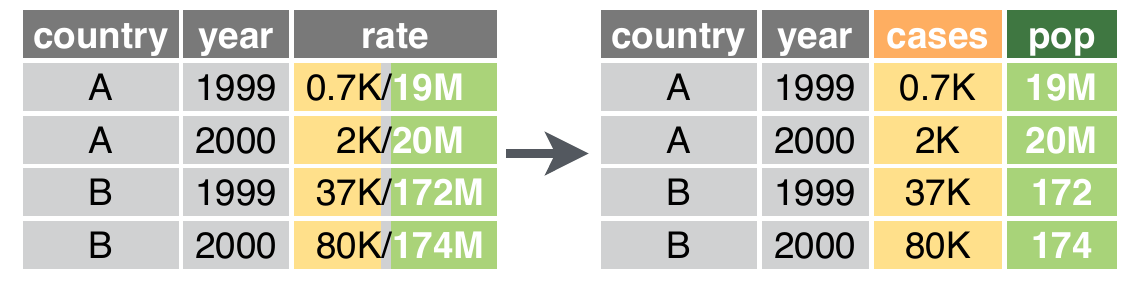 country year rate country year cases pop
A 1999 0.7K/19M A 1999 0.7K 19M
A 2000 2K/20M A 2000 2K 20M
B 1999 37K/172M B 1999 37K 172
B 2000 80K/174M B 2000 80K 174